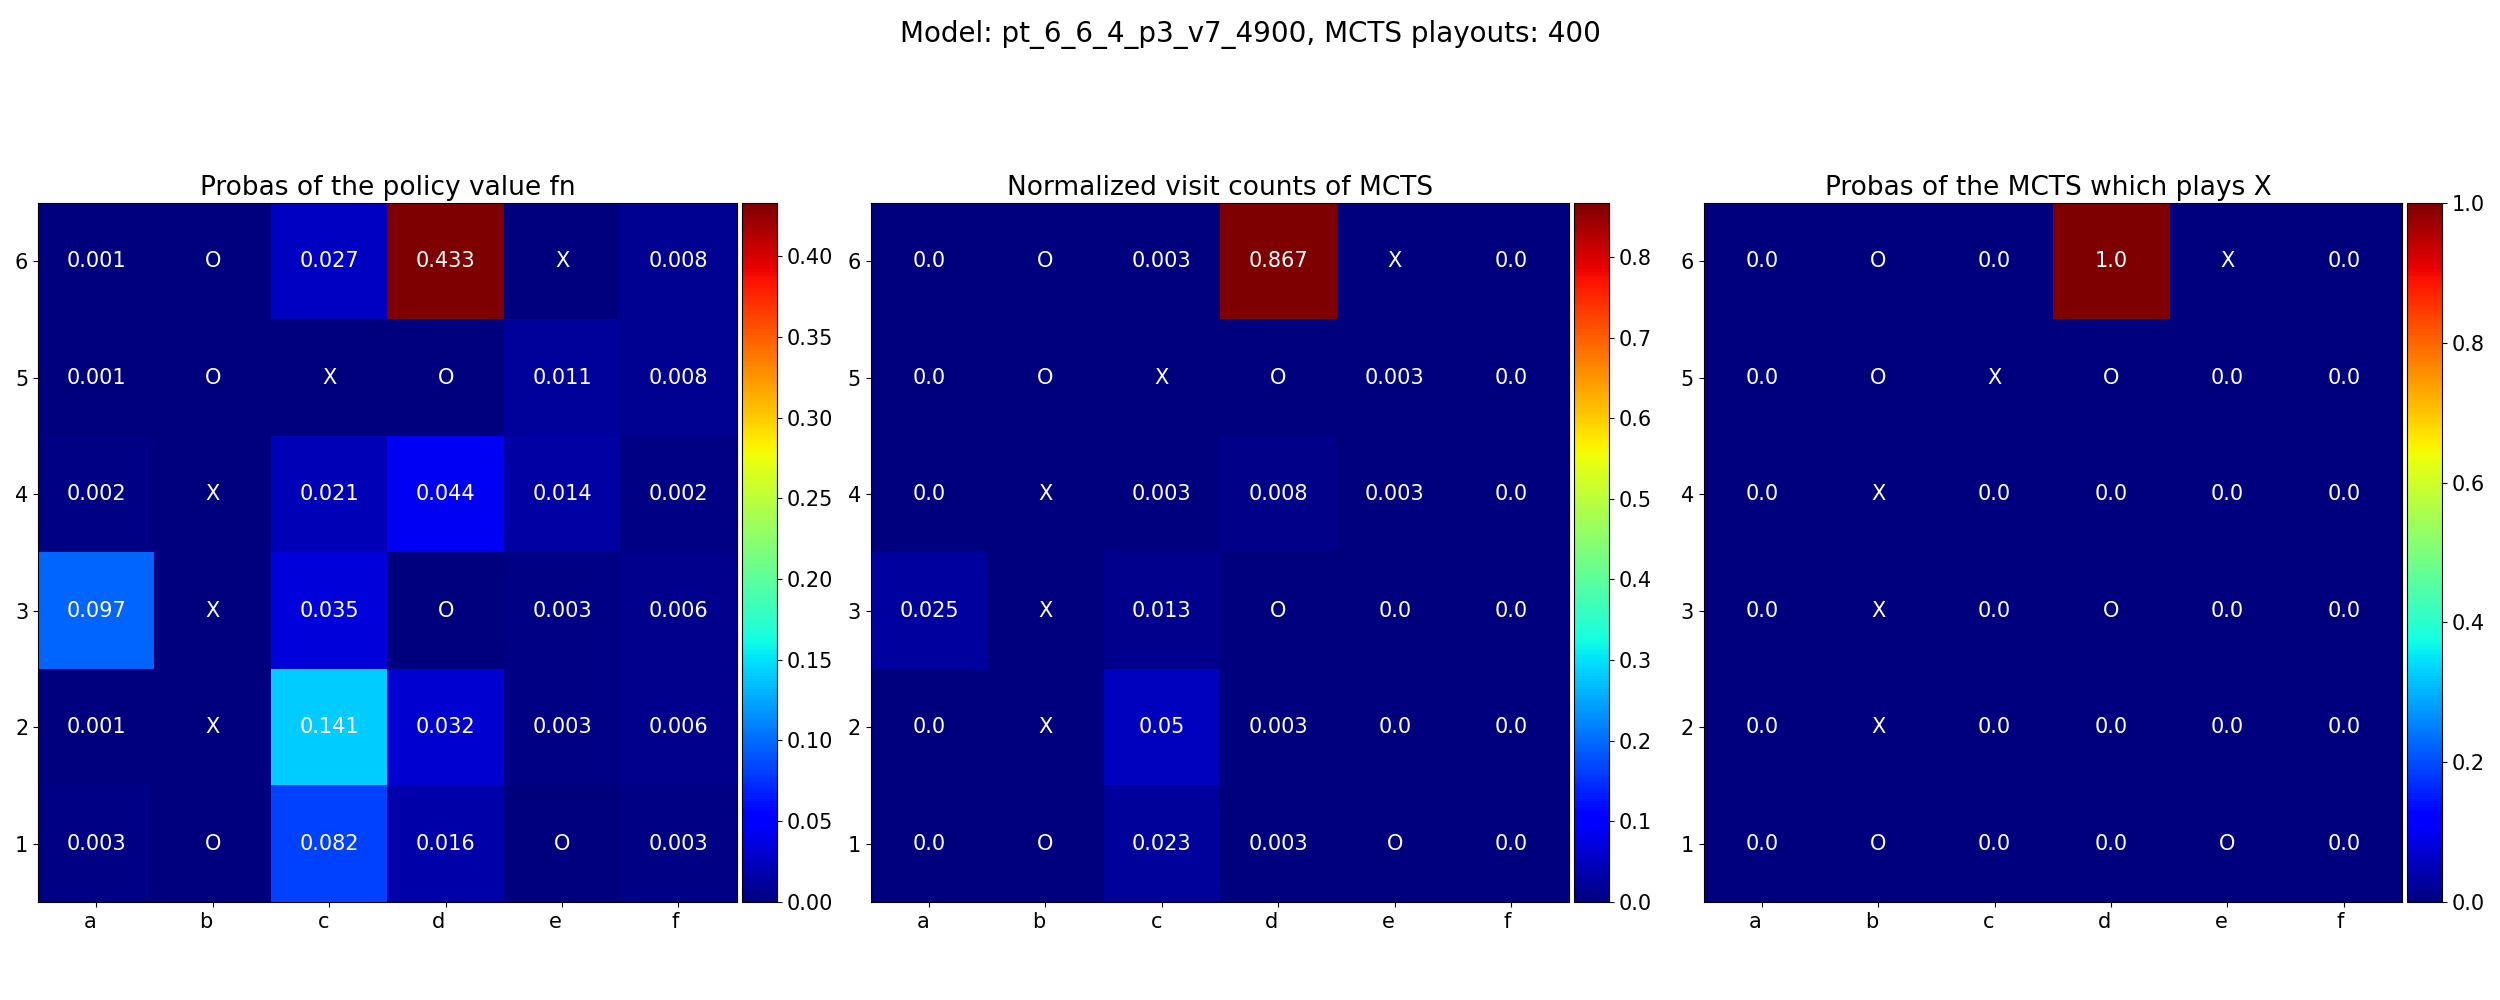 Model: pt_6_6_4_p3_v7_4900, MCTS playouts: 400
Probas of the policy value fn
6 0.001 O 0.027 0.433 X 0.008
5 0.001 O X O 0.011 0.008
4 0.002 X 0.021 0.044 0.014 0.002
3 0.097 X 0.035 O 0.003 0.006
2 0.001 X 0.141 0.032 0.003 0.006
1 0.003 O 0.082 0.016 O 0.003
a b c d e f
0.40
0.35
0.30
0.25
0.20
0.15
0.10
0.05
0.00
Normalized visit counts of MCTS
6 0.0 O 0.003 0.867 X 0.0
5 0.0 O X O 0.003 0.0
4 0.0 X 0.003 0.008 0.003 0.0
3 0.025 X 0.013 O 0.0 0.0
2 0.0 X 0.05 0.003 0.0 0.0
1 0.0 O 0.023 0.003 O 0.0
a b c d e f
0.8
0.7
0.6
0.5
0.4
0.3
0.2
0.1
0.0
Probas of the MCTS which plays X
6 0.0 O 0.0 1.0 X 0.0
5 0.0 O X O 0.0 0.0
4 0.0 X 0.0 0.0 0.0 0.0
3 0.0 X 0.0 O 0.0 0.0
2 0.0 X 0.0 0.0 0.0 0.0
1 0.0 O 0.0 0.0 O 0.0
a b c d e f
1.0
0.8
0.6
0.4
0.2
0.0